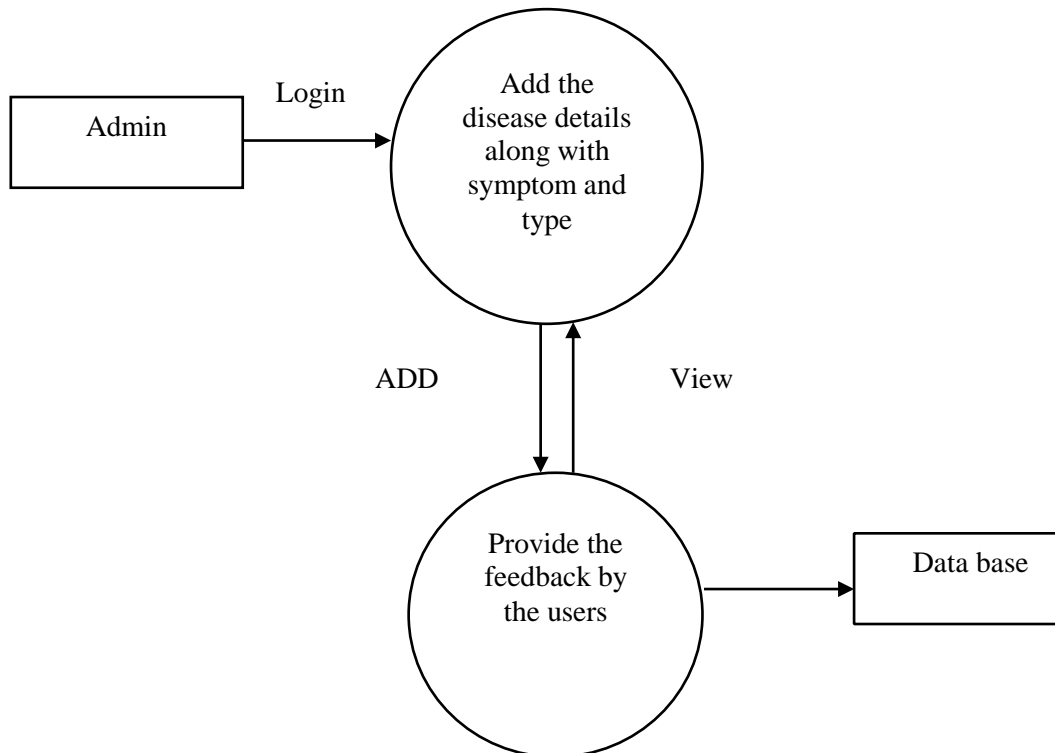 Login
Admin
Add the
disease details
along with
symptom and
type
ADD
View
Provide the
feedback by
the users
Data base